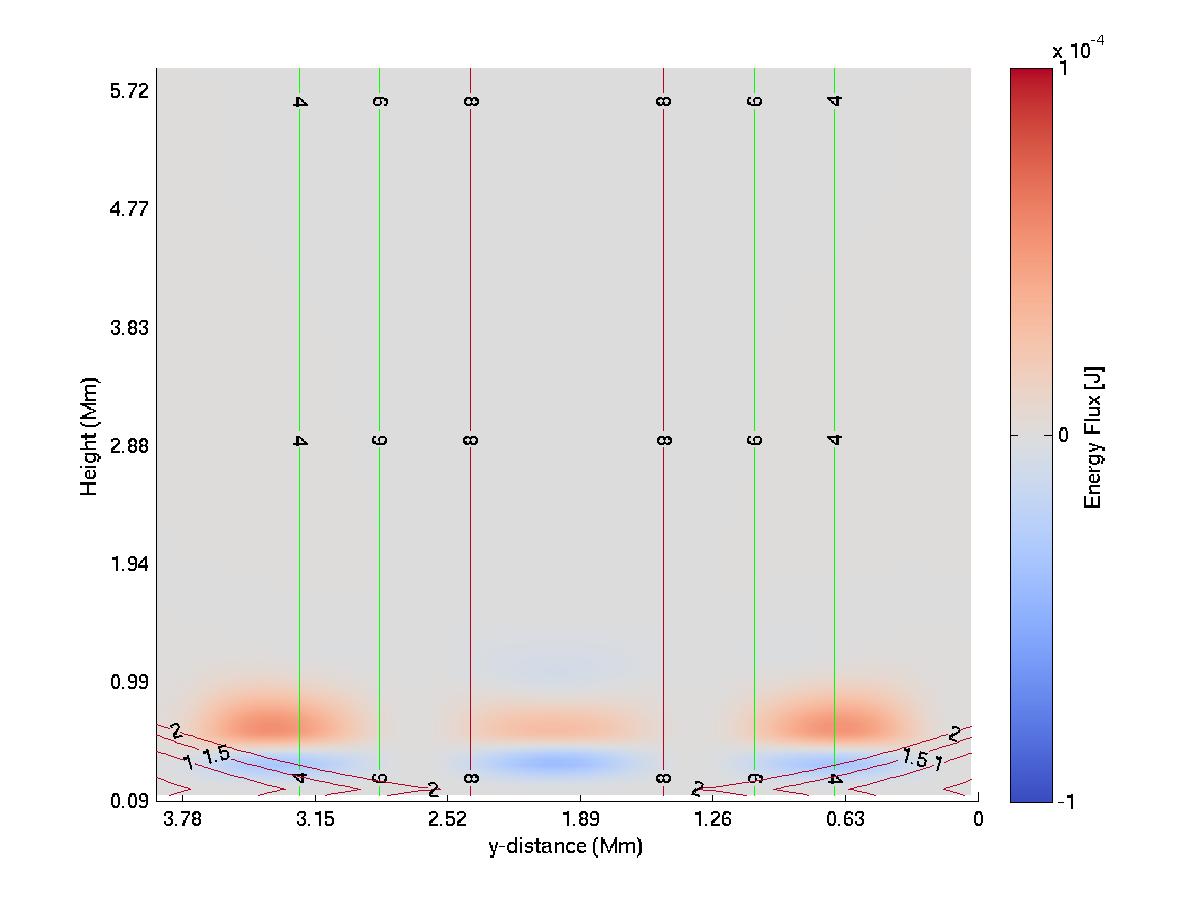 x 10-4
1
5.72
4 6 8 8 6 4
4.77
3.83
Height (Mm)
2.88
4 6 8 8 6 4
0
Energy Flux [J]
1.94
0.99
2 2
1 1.5 1.5 1
4 6 8 8 6 4
2 2
0.09
-1
3.78 3.15 2.52 1.89 1.26 0.63 0
y-distance (Mm)